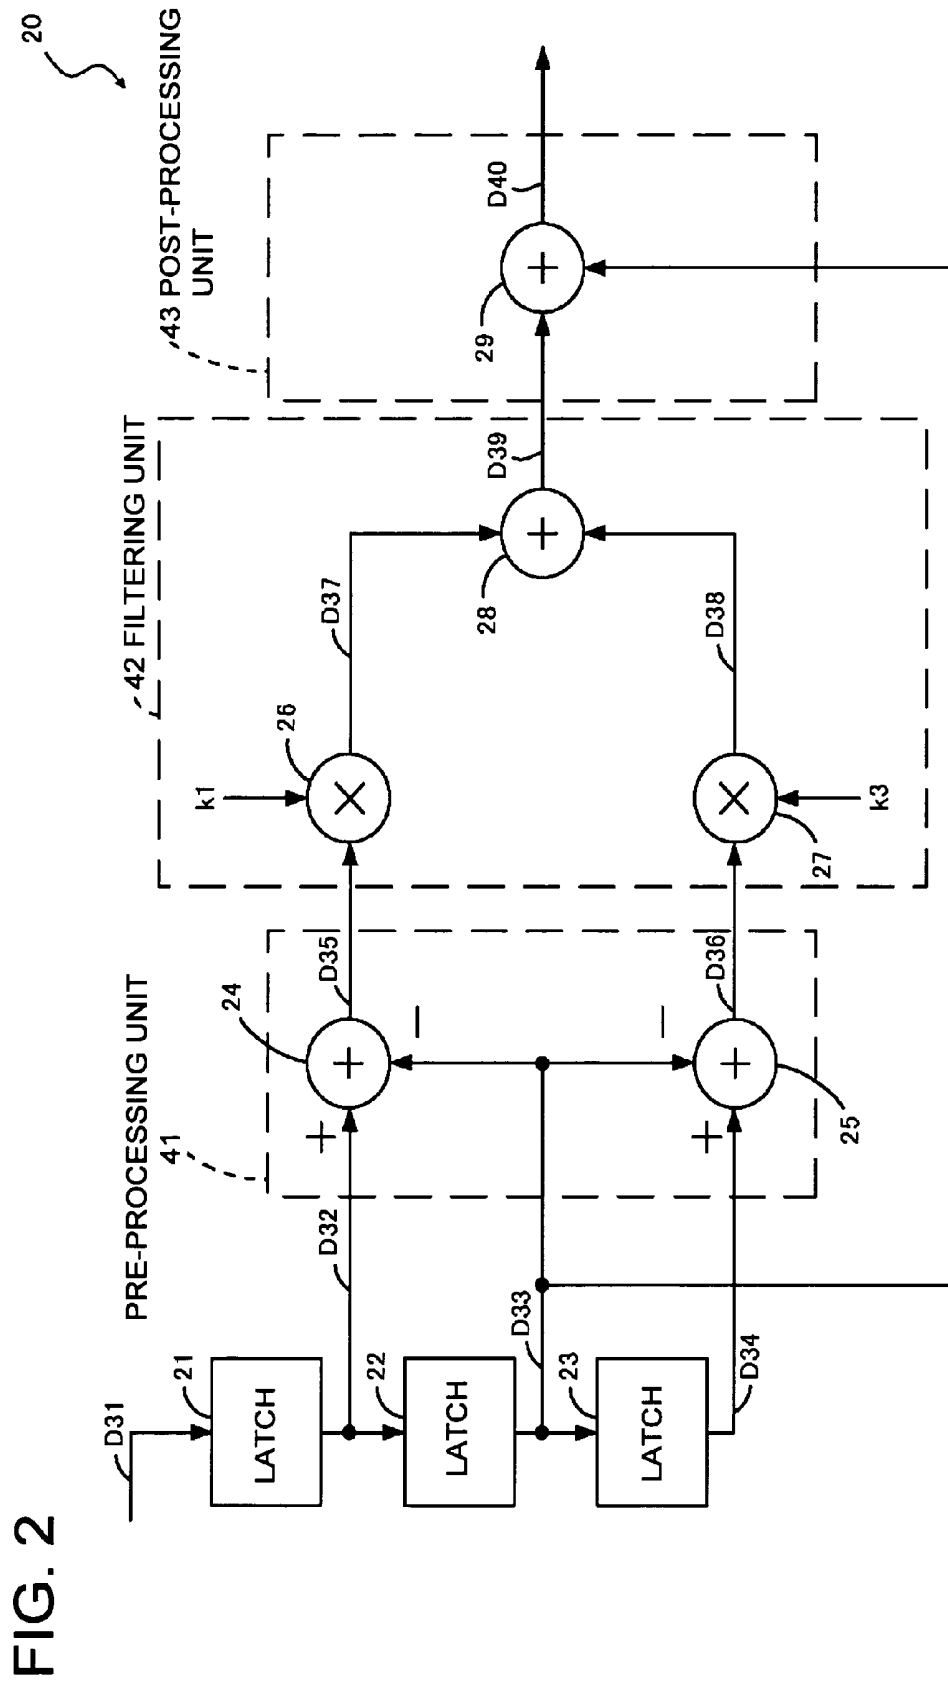 FIG. 2
20
PRE-PROCESSING UNIT
41
42 FILTERING UNIT
43 POST-PROCESSING
UNIT
D31
21
LATCH
22
LATCH
23
LATCH
D32
D33
D34
24
+
+
−
25
+
+
−
D35
D36
k1
26
×
k3
27
×
D37
D38
28
+
D39
29
+
D40